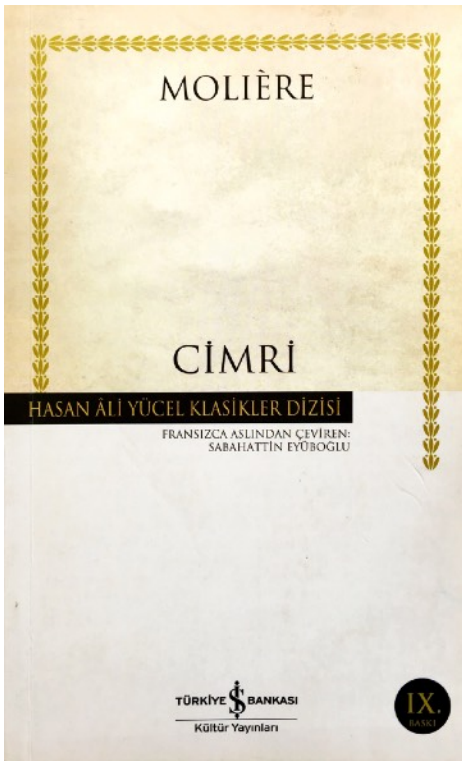 MOLIÈRE
CİMRİ
HASAN ÂLİ YÜCEL KLASİKLER DİZİSİ
FRANSIZCA ASLINDAN ÇEVİREN:
SABAHATTİN EYÜBOĞLU
TÜRKİYE İŞ BANKASI
Kültür Yayınları
IX.
BASKI